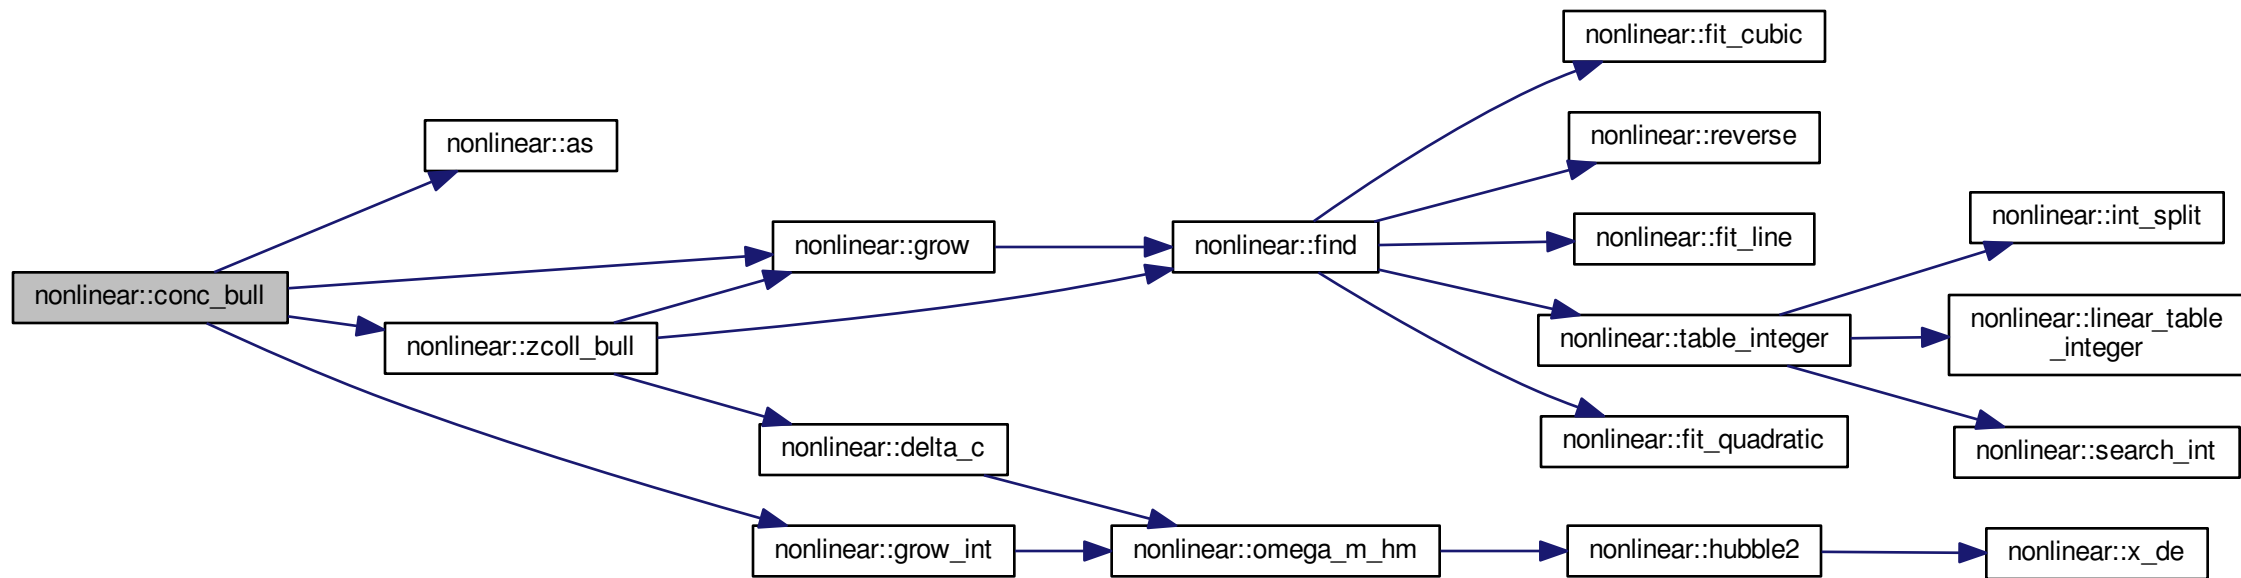 nonlinear::fit_cubic
nonlinear::as
nonlinear::reverse
nonlinear::int_split
nonlinear::grow
nonlinear::find
nonlinear::fit_line
nonlinear::conc_bull
nonlinear::linear_table
_integer
nonlinear::zcoll_bull
nonlinear::table_integer
nonlinear::delta_c
nonlinear::fit_quadratic
nonlinear::search_int
nonlinear::grow_int
nonlinear::omega_m_hm
nonlinear::hubble2
nonlinear::x_de